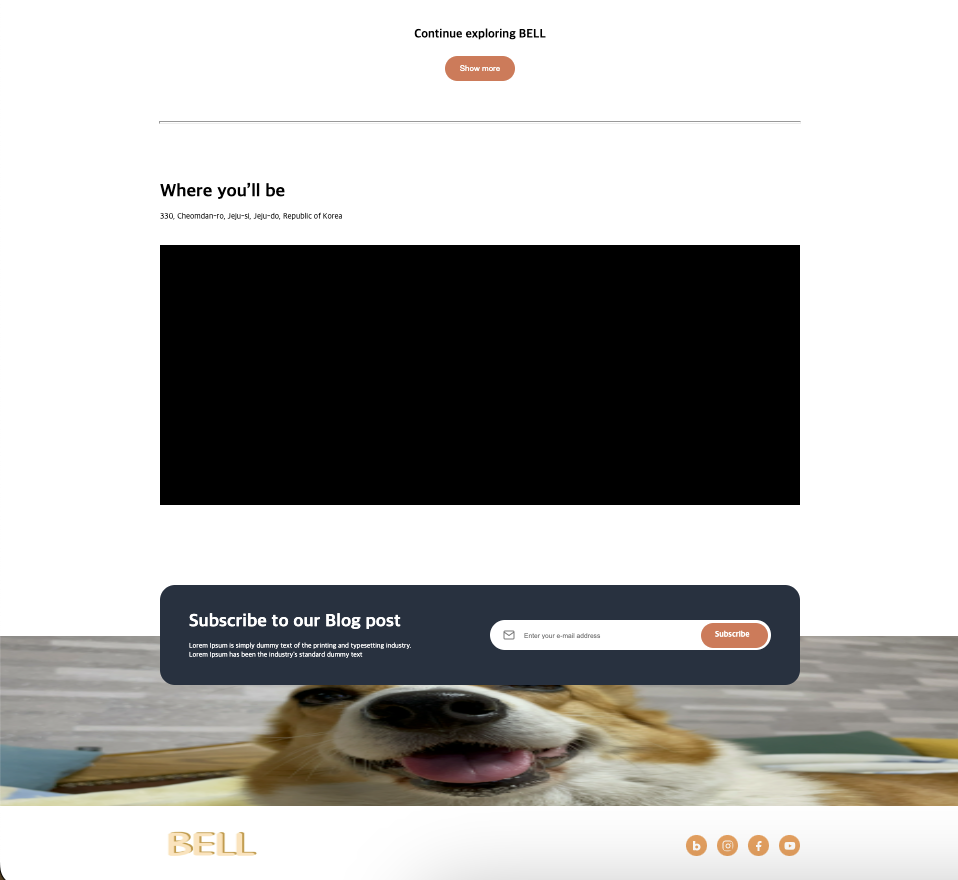 Continue exploring BELL
Show more
Where you’ll be
330, Cheomdan-ro, Jeju-si, Jeju-do, Republic of Korea
Subscribe to our Blog post
Lorem Ipsum is simply dummy text of the printing and typesetting industry.
Lorem Ipsum has been the industry's standard dummy text
Enter your e-mail address
Subscribe
BELL